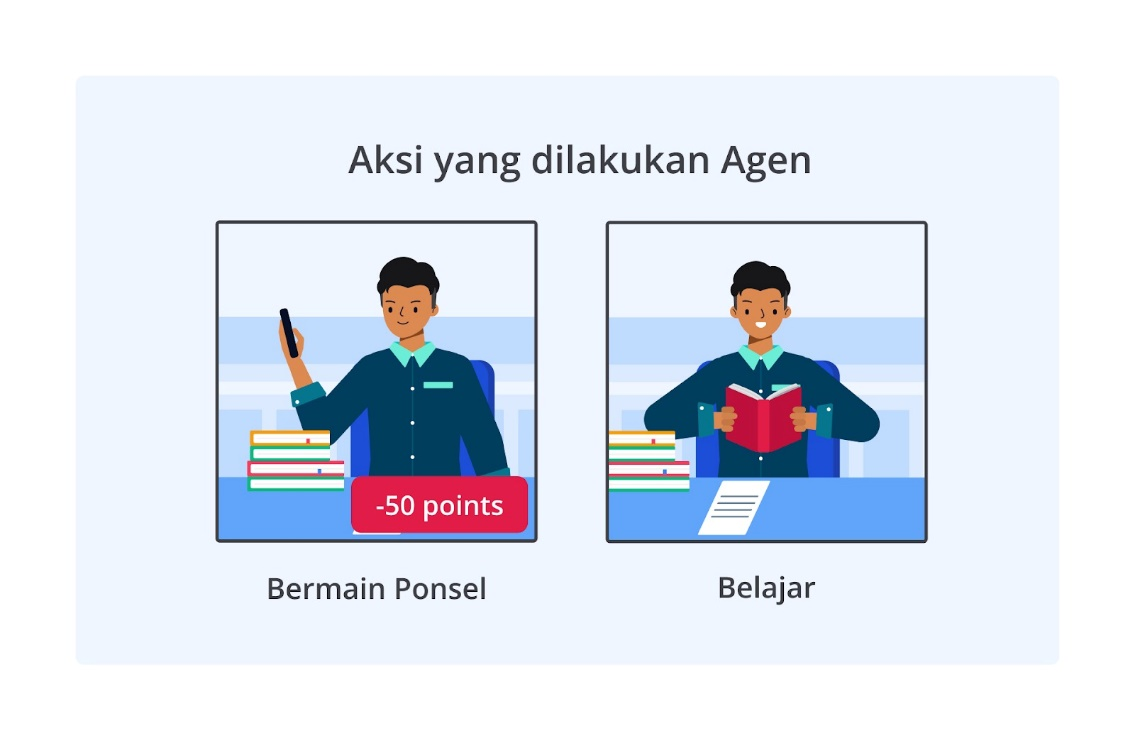 Aksi yang dilakukan Agen
-50 points
Bermain Ponsel
Belajar